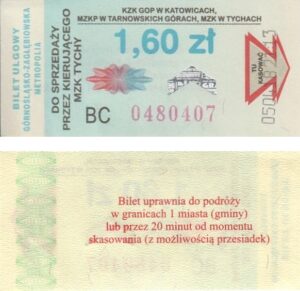 KZK GOP W KATOWICACH,
MZKP W TARNOWSKICH GÓRACH, MZK W TYCHACH
BILET ULGOWY
GÓRNOŚLĄSKO-ZAGŁĘBIOWSKA
METROPOLIA
DO SPRZEDAŻY
PRZEZ KIERUJĄCEGO
MZK TYCHY
1,60 zł
BC 0480407
TU
KASOWAĆ
Bilet uprawnia do podróży
w granicach 1 miasta (gminy)
lub przez 20 minut od momentu
skasowania (z możliwością przesiadek)